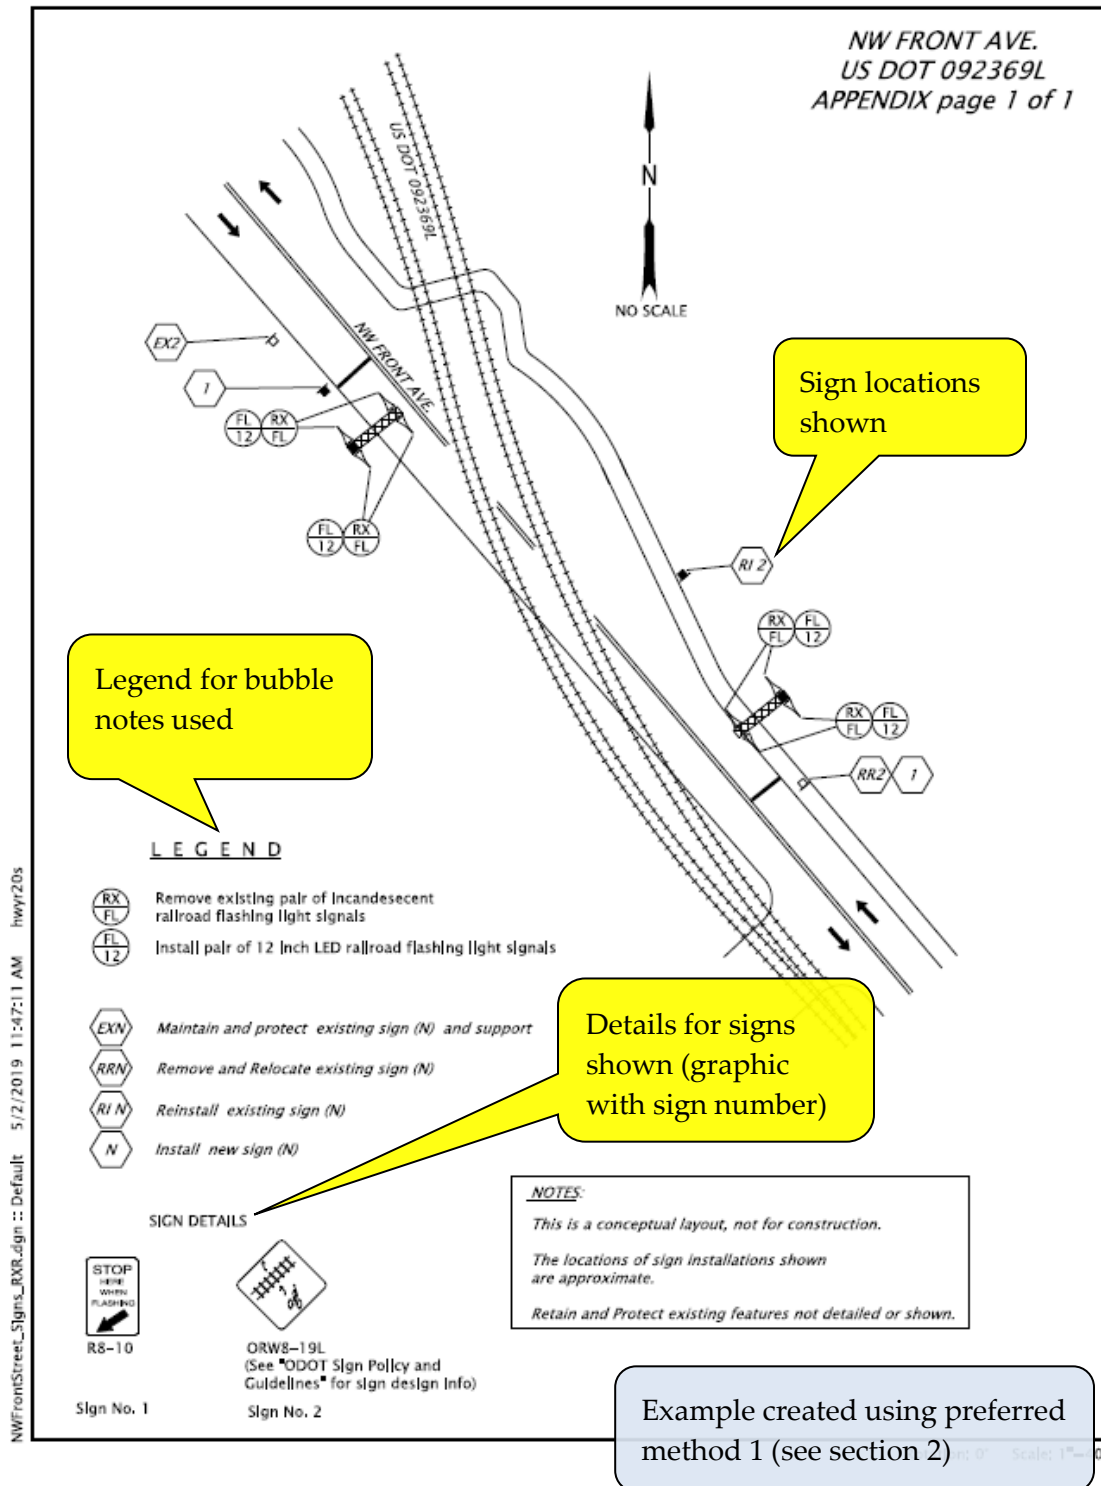 NW FRONT AVE.
US DOT 092369L
APPENDIX page 1 of 1
US DOT 092369L
N
NO SCALE
NW FRONT AVE.
EX2
1
FL
12
RX
FL
FL
12
RX
FL
Sign locations
shown
RI 2
RX
FL
FL
12
RX
FL
FL
12
RR2
1
Legend for bubble
notes used
LEGEND
RX
FL
Remove existing pair of Incandesecent
railroad flashing light signals
FL
12
Install pair of 12 Inch LED railroad flashing light signals
EXN
Maintain and protect existing sign (N) and support
RRN
Remove and Relocate existing sign (N)
RI N
Reinstall existing sign (N)
N
Install new sign (N)
Details for signs
shown (graphic
with sign number)
SIGN DETAILS
STOP
HERE
WHEN
FLASHING
R8-10
Sign No. 1
ORW8-19L
(See "ODOT Sign Policy and
Guidelines" for sign design info)
Sign No. 2
NOTES:
This is a conceptual layout, not for construction.
The locations of sign installations shown
are approximate.
Retain and Protect existing features not detailed or shown.
Example created using preferred
method 1 (see section 2)
NWFrontStreet_Signs_RXR.dgn :: Default 5/2/2019 11:47:11 AM hwyr20s